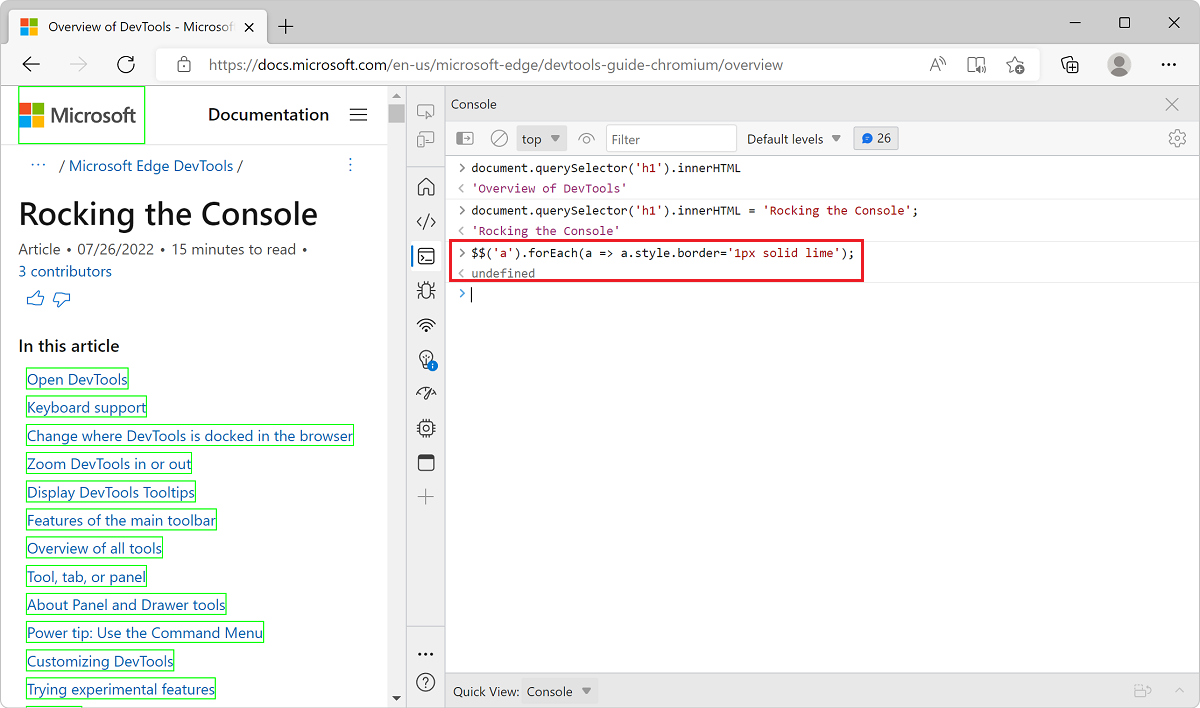 Overview of DevTools - Microsof
https://docs.microsoft.com/en-us/microsoft-edge/devtools-guide-chromium/overview
Microsoft
Documentation
··· / Microsoft Edge DevTools /
Rocking the Console
Article • 07/26/2022 • 15 minutes to read •
3 contributors
In this article
Open DevTools
Keyboard support
Change where DevTools is docked in the browser
Zoom DevTools in or out
Display DevTools Tooltips
Features of the main toolbar
Overview of all tools
Tool, tab, or panel
About Panel and Drawer tools
Power tip: Use the Command Menu
Customizing DevTools
Trying experimental features
Console
top Filter Default levels 26
> document.querySelector('h1').innerHTML
< 'Overview of DevTools'
> document.querySelector('h1').innerHTML = 'Rocking the Console';
< 'Rocking the Console'
> $$('a').forEach(a => a.style.border='1px solid lime');
< undefined
>
Quick View: Console